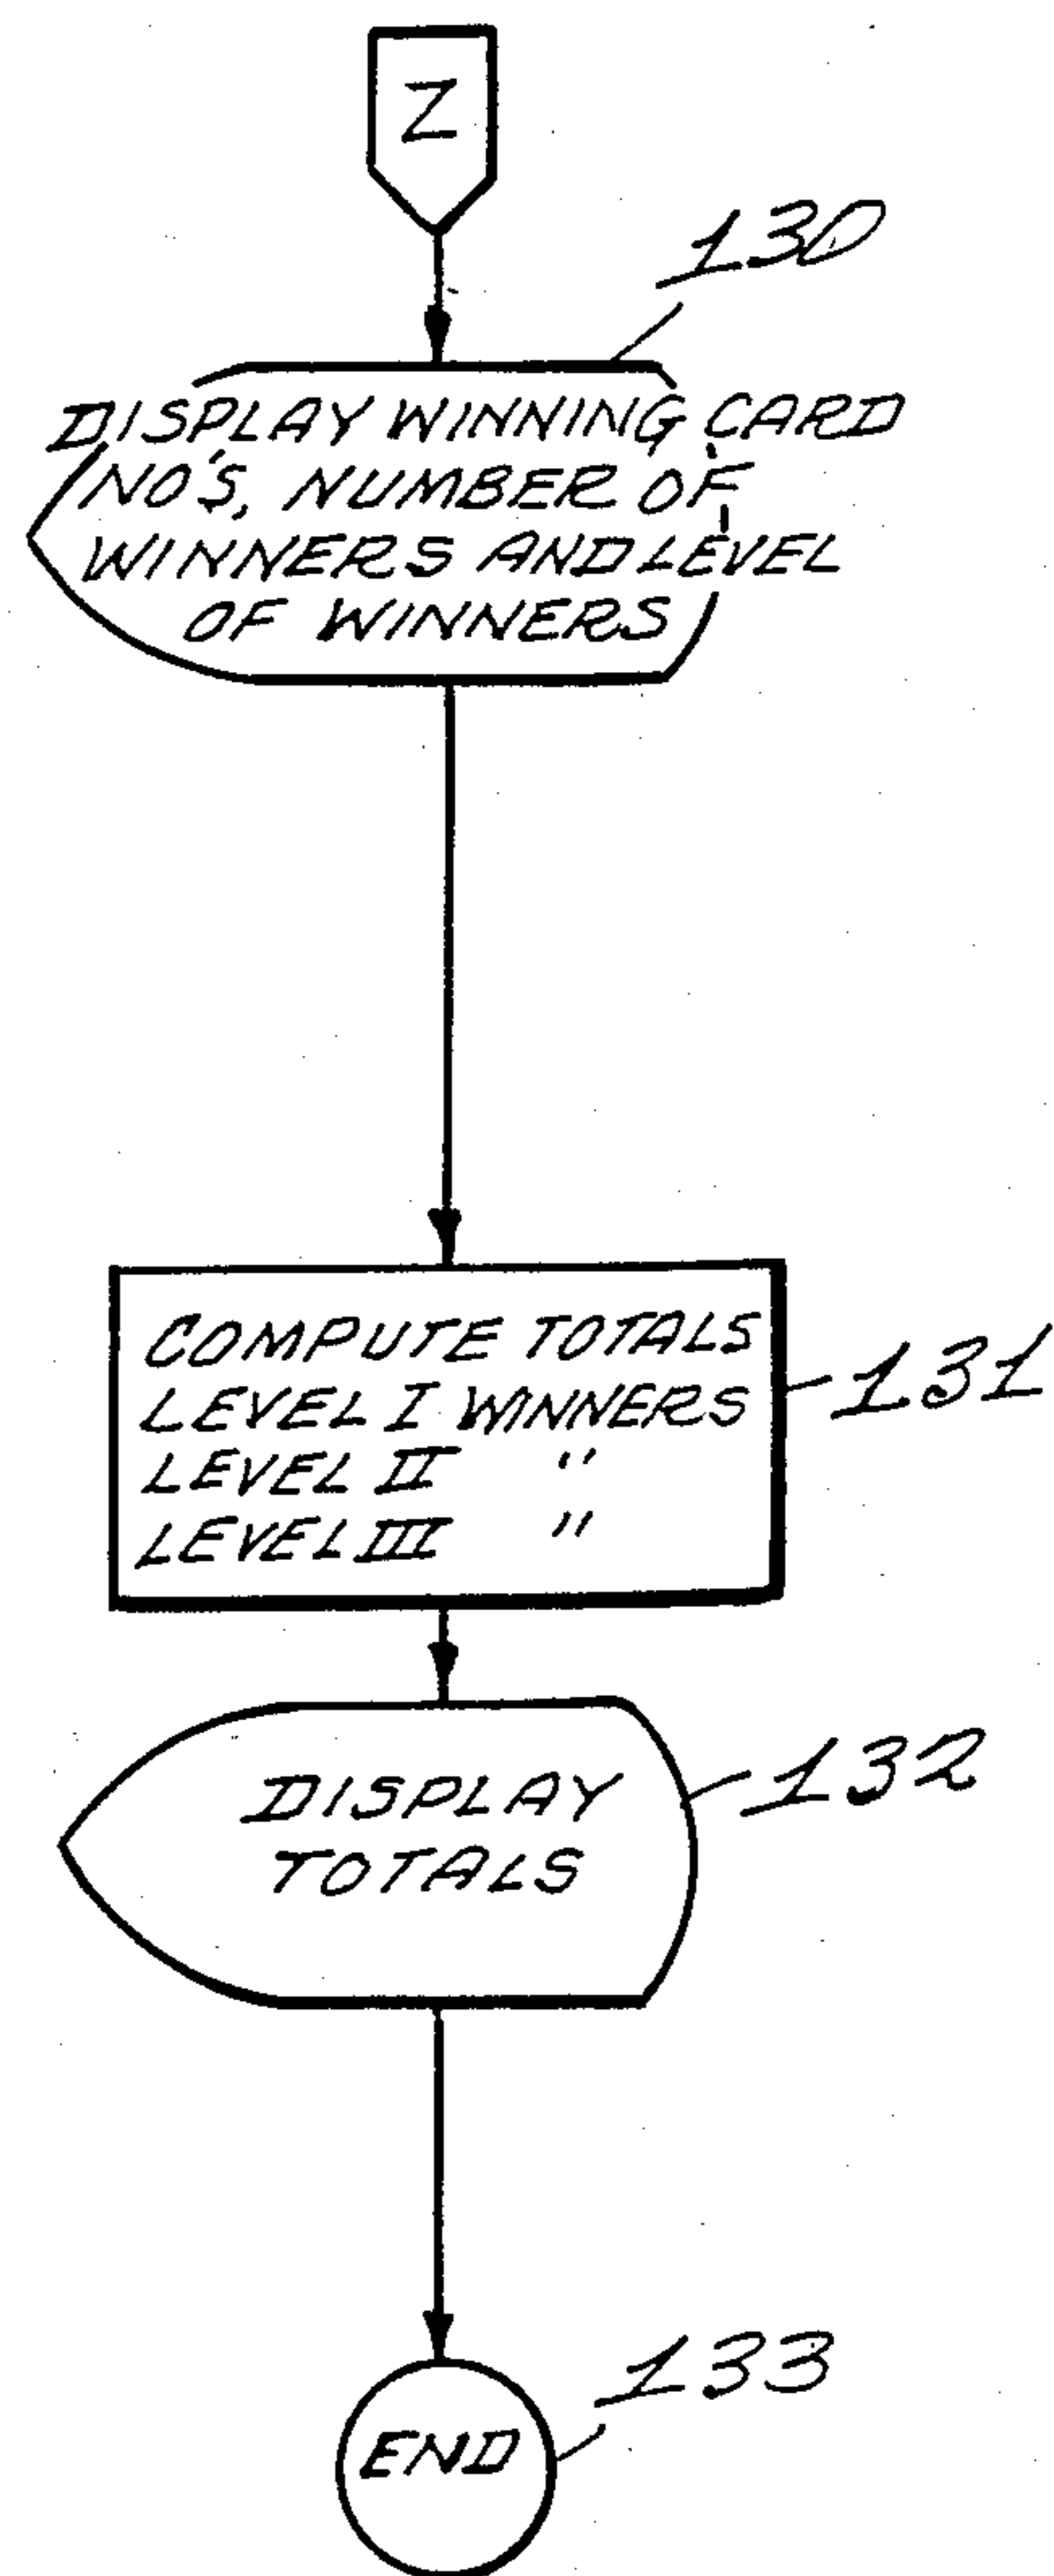 Z
130
DISPLAY WINNING CARD
NO'S, NUMBER OF
WINNERS AND LEVEL
OF WINNERS
COMPUTE TOTALS
LEVEL I WINNERS
LEVEL II "
LEVEL III "
131
DISPLAY
TOTALS
132
END
133